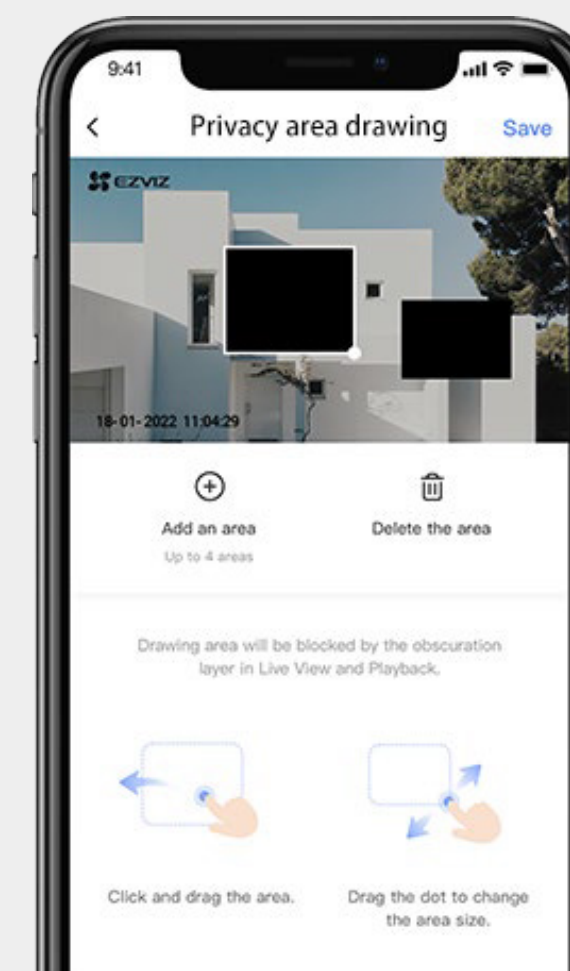 9:41
Privacy area drawing
Save
EZVIZ
18-01-2022 11:04:29
Add an area
Up to 4 areas
Delete the area
Drawing area will be blocked by the obscuration
layer in Live View and Playback.
Click and drag the area.
Drag the dot to change
the area size.